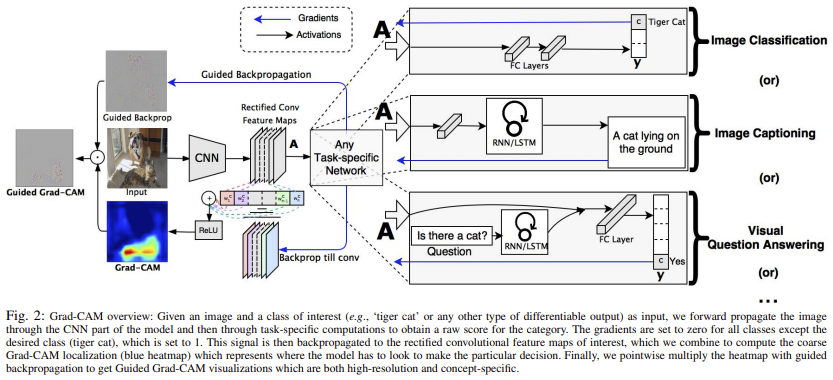 Gradients
Activations
A
c Tiger Cat
FC Layers
y
Image Classification
(or)
Guided Backpropagation
Guided Backprop
Rectified Conv
Feature Maps
A
CNN
Input
Any
Task-specific
Network
Guided Grad-CAM
+
ReLU
Grad-CAM
Backprop till conv
A
RNN/LSTM
A cat lying on
the ground
Image Captioning
(or)
A
Is there a cat?
Question
RNN/LSTM
FC Layer
c Yes
y
Visual
Question Answering
(or)
...
Fig. 2: Grad-CAM overview: Given an image and a class of interest (e.g., ‘tiger cat’ or any other type of differentiable output) as input, we forward propagate the image
through the CNN part of the model and then through task-specific computations to obtain a raw score for the category. The gradients are set to zero for all classes except the
desired class (tiger cat), which is set to 1. This signal is then backpropagated to the rectified convolutional feature maps of interest, which we combine to compute the coarse
Grad-CAM localization (blue heatmap) which represents where the model has to look to make the particular decision. Finally, we pointwise multiply the heatmap with guided
backpropagation to get Guided Grad-CAM visualizations which are both high-resolution and concept-specific.